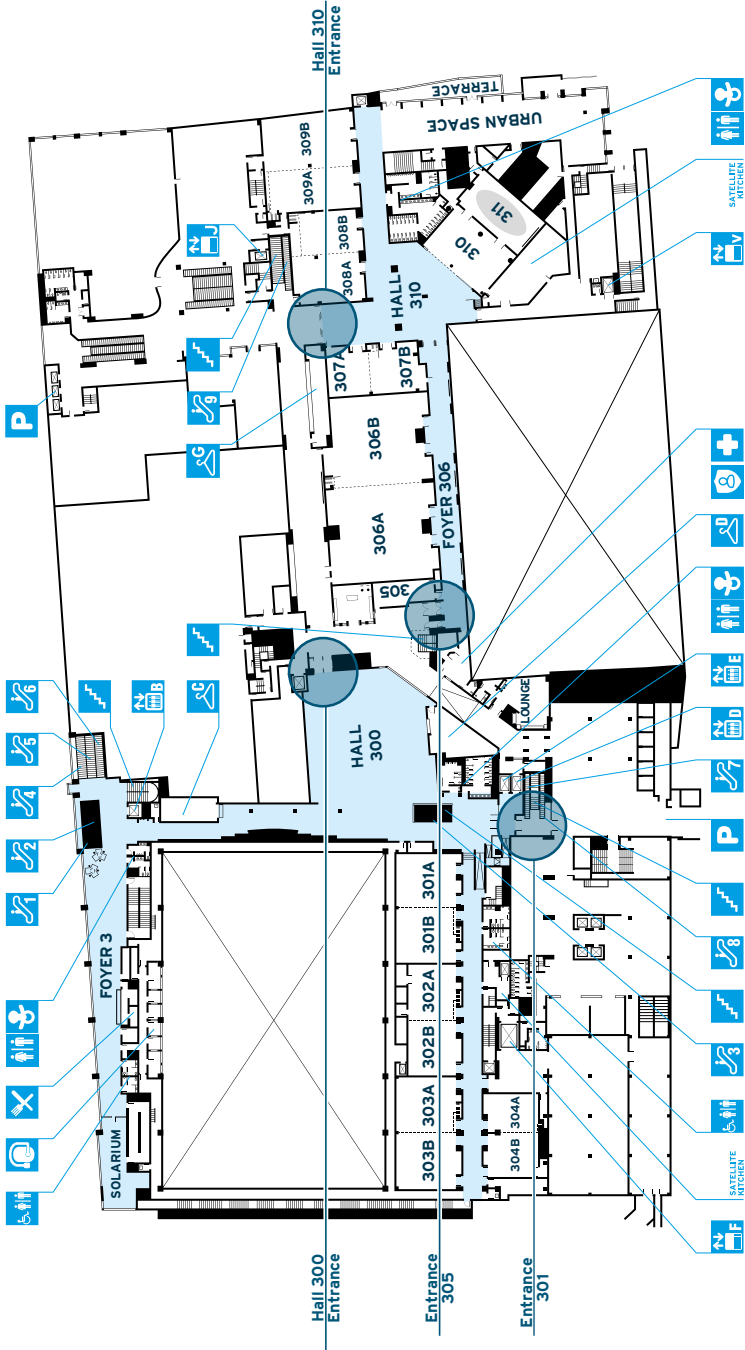 Hall 310
Entrance
TERRACE
URBAN SPACE
309B
309A
308B
308A
311
310
HALL
310
SATELLITE
KITCHEN
J
V
P
9
G
307A
307B
306B
306A
FOYER 306
305
D
E
D
7
P
LOUNGE
HALL
300
6
5
4
2
1
B
C
FOYER 3
SOLARIUM
301A
301B
302A
302B
303A
303B
304A
304B
8
3
SATELLITE
KITCHEN
F
Hall 300
Entrance
Entrance
305
Entrance
301